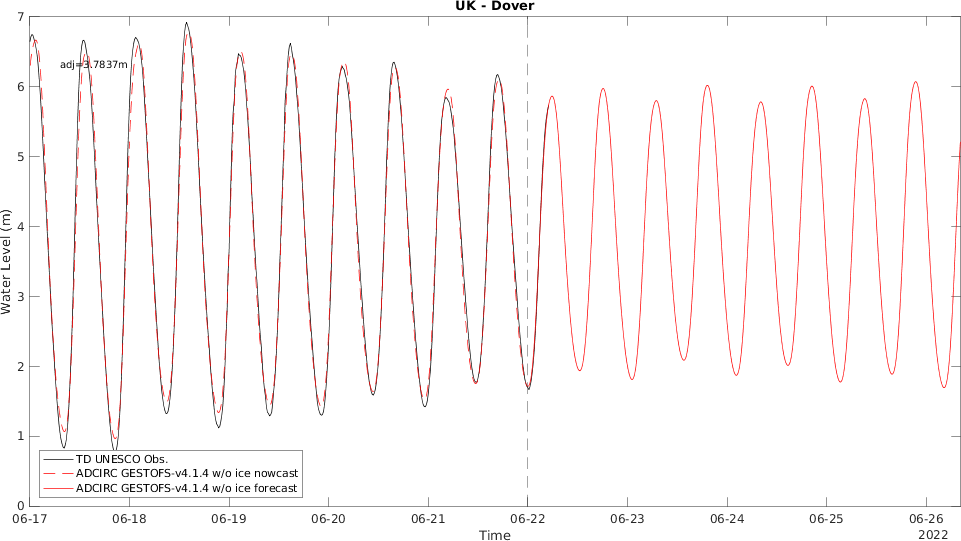 UK - Dover
7
adj=3.7837m
6
5
4
Water Level (m)
3
2
1
TD UNESCO Obs.
ADCIRC GESTOFS-v4.1.4 w/o ice nowcast
ADCIRC GESTOFS-v4.1.4 w/o ice forecast
0
06-17 06-18 06-19 06-20 06-21 06-22 06-23 06-24 06-25 06-26
Time
2022